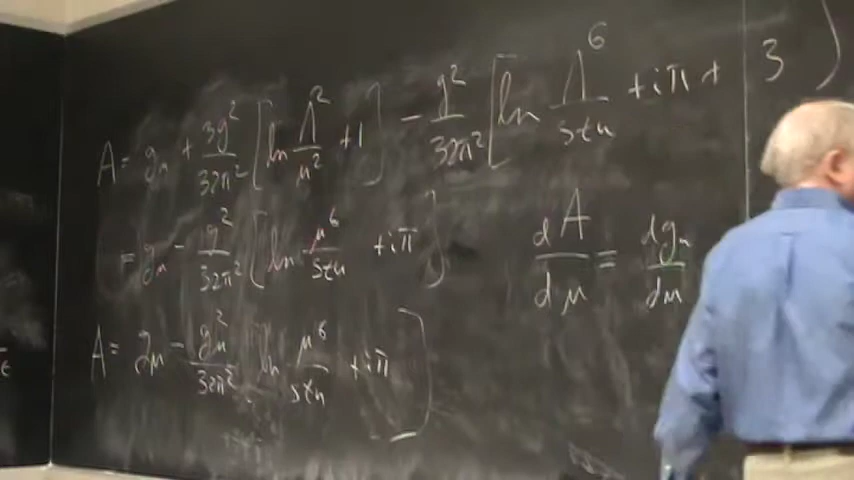 A = g_μ + 3g²/32π² [ln Λ²/μ² + 1] − g²/32π² [ln Λ⁶/stu + iπ + 3)
= g_μ − g²/32π² [ln μ⁶/stu + iπ]
dA/dμ = dg_μ/dμ
A = g_μ − g_μ²/32π² [ln μ⁶/stu + iπ]